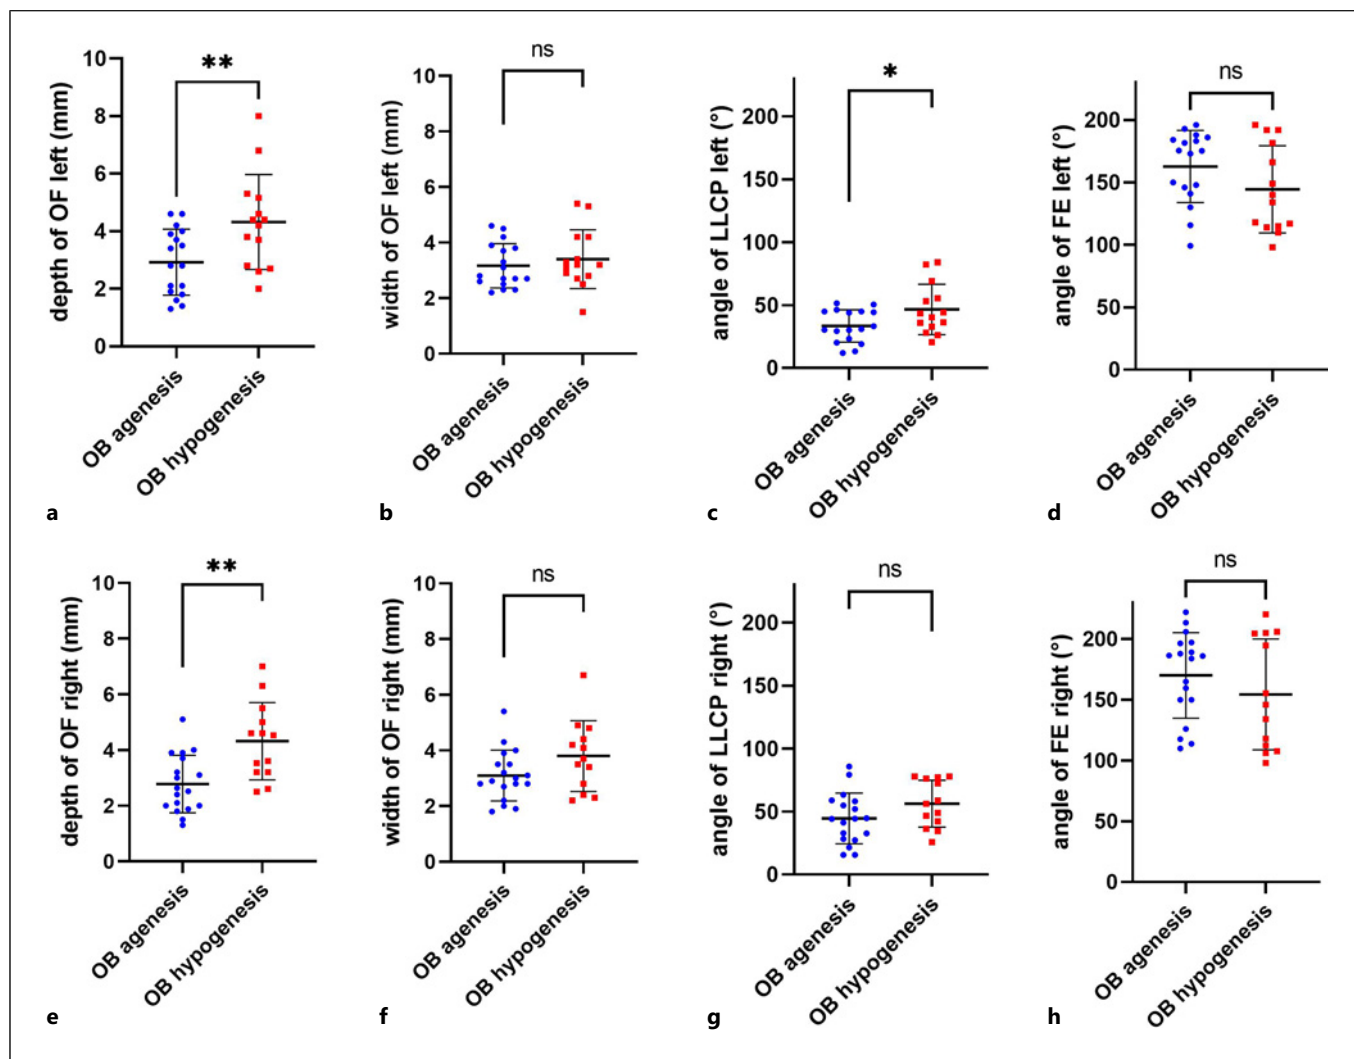 **
depth of OF left (mm)
10
8
6
4
2
0
OB agenesis
OB hypogenesis
a
ns
width of OF left (mm)
10
8
6
4
2
0
OB agenesis
OB hypogenesis
b
*
angle of LLCP left (°)
200
150
100
50
0
OB agenesis
OB hypogenesis
c
ns
angle of FE left (°)
200
150
100
50
0
OB agenesis
OB hypogenesis
d
**
depth of OF right (mm)
10
8
6
4
2
0
OB agenesis
OB hypogenesis
e
ns
width of OF right (mm)
10
8
6
4
2
0
OB agenesis
OB hypogenesis
f
ns
angle of LLCP right (°)
200
150
100
50
0
OB agenesis
OB hypogenesis
g
ns
angle of FE right (°)
200
150
100
50
0
OB agenesis
OB hypogenesis
h